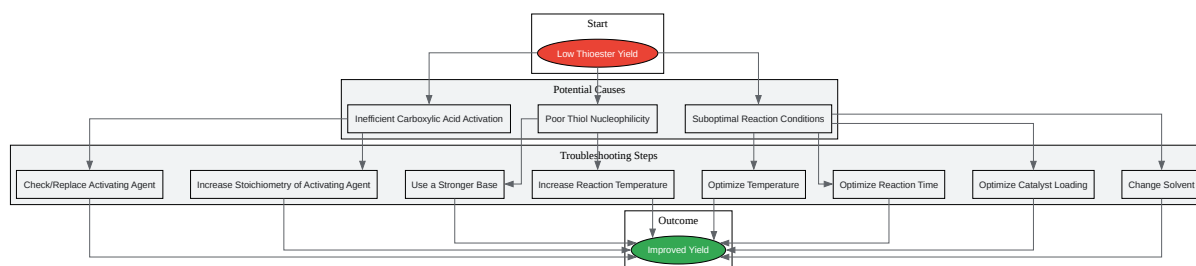 Start
Low Thioester Yield
Potential Causes
Inefficient Carboxylic Acid Activation
Poor Thiol Nucleophilicity
Suboptimal Reaction Conditions
Troubleshooting Steps
Check/Replace Activating Agent
Increase Stoichiometry of Activating Agent
Use a Stronger Base
Increase Reaction Temperature
Optimize Temperature
Optimize Reaction Time
Optimize Catalyst Loading
Change Solvent
Outcome
Improved Yield